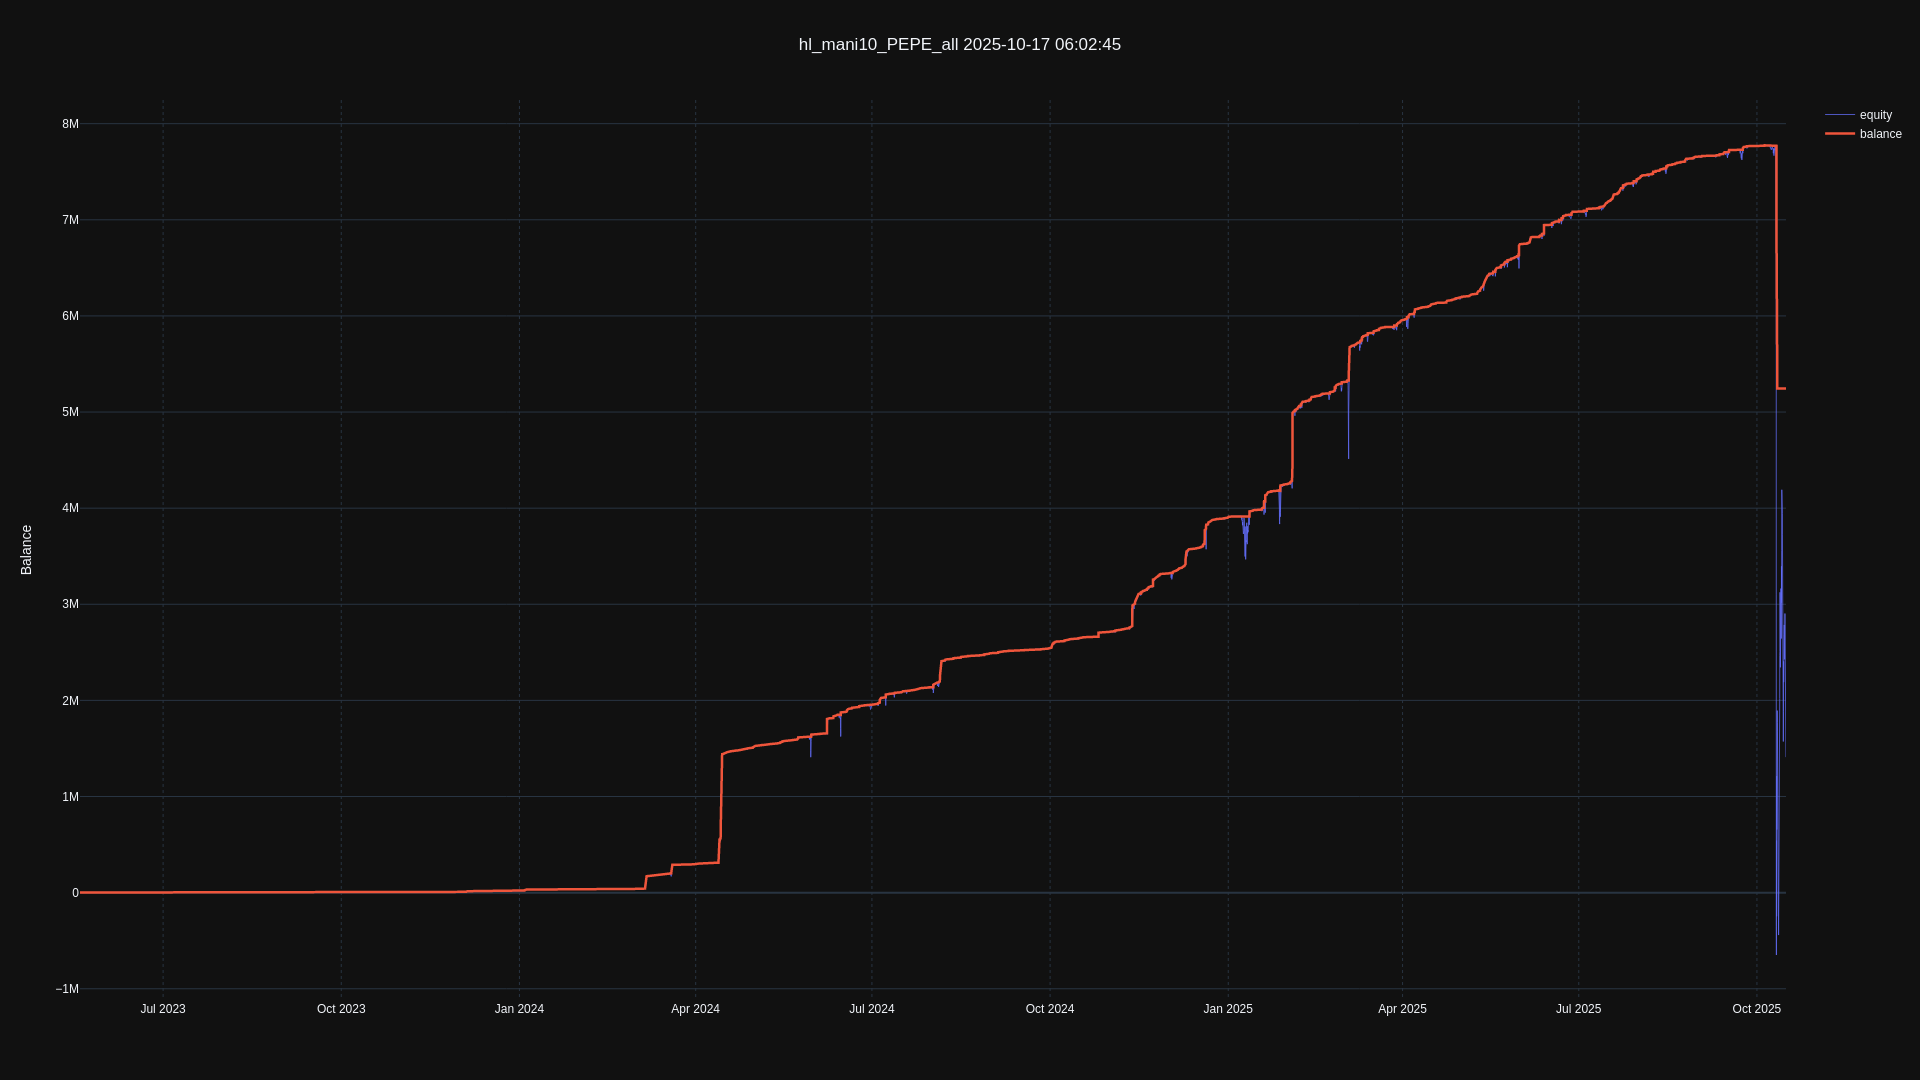 hl_mani10_PEPE_all 2025-10-17 06:02:45
equity
balance
Balance
8M
7M
6M
5M
4M
3M
2M
1M
0
−1M
Jul 2023
Oct 2023
Jan 2024
Apr 2024
Jul 2024
Oct 2024
Jan 2025
Apr 2025
Jul 2025
Oct 2025